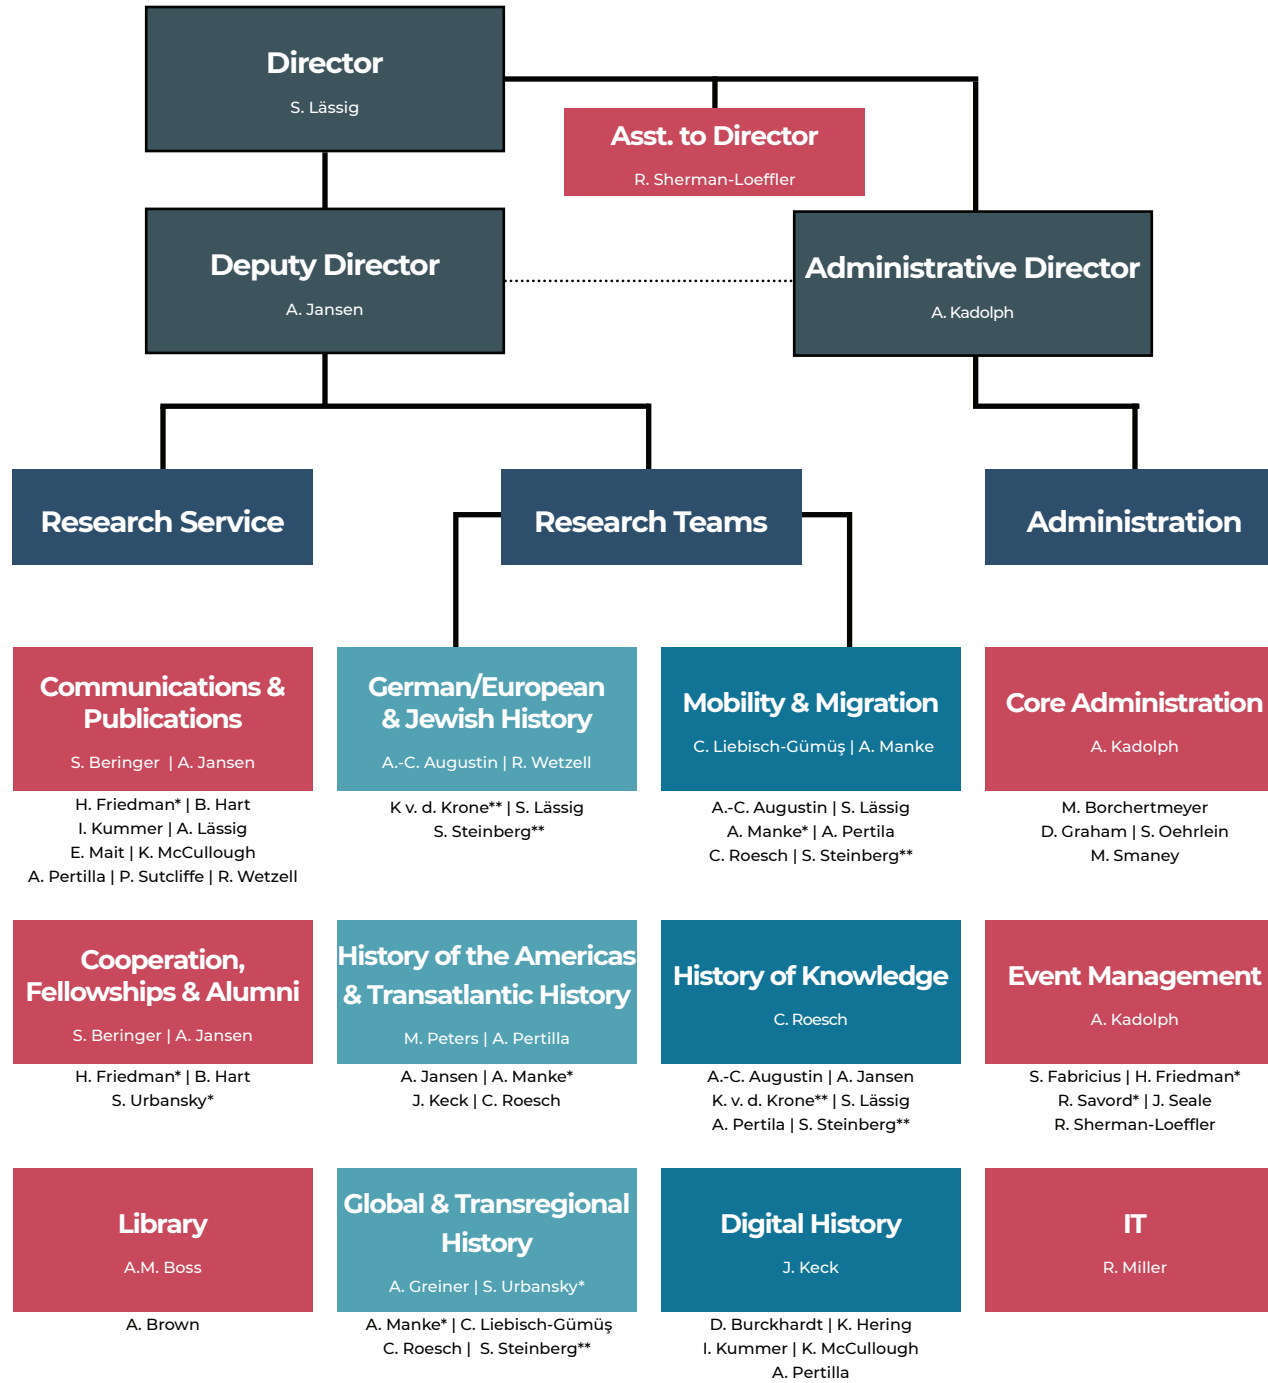 Director
S. Lässig
Asst. to Director
R. Sherman-Loeffler
Deputy Director
A. Jansen
Administrative Director
A. Kadolph
Research Service
Research Teams
Administration
Communications &
Publications
S. Beringer | A. Jansen
H. Friedman* | B. Hart
I. Kummer | A. Lässig
E. Mait | K. McCullough
A. Pertilla | P. Sutcliffe | R. Wetzell
German/European
& Jewish History
A.-C. Augustin | R. Wetzell
K v. d. Krone** | S. Lässig
S. Steinberg**
Mobility & Migration
C. Liebisch-Gümüş | A. Manke
A.-C. Augustin | S. Lässig
A. Manke* | A. Pertila
C. Roesch | S. Steinberg**
Core Administration
A. Kadolph
M. Borchertmeyer
D. Graham | S. Oehrlein
M. Smaney
Cooperation,
Fellowships & Alumni
S. Beringer | A. Jansen
H. Friedman* | B. Hart
S. Urbansky*
History of the Americas
& Transatlantic History
M. Peters | A. Pertilla
A. Jansen | A. Manke*
J. Keck | C. Roesch
History of Knowledge
C. Roesch
A.-C. Augustin | A. Jansen
K. v. d. Krone** | S. Lässig
A. Pertila | S. Steinberg**
Event Management
A. Kadolph
S. Fabricius | H. Friedman*
R. Savord* | J. Seale
R. Sherman-Loeffler
Library
A.M. Boss
A. Brown
Global & Transregional
History
A. Greiner | S. Urbansky*
A. Manke* | C. Liebisch-Gümüş
C. Roesch | S. Steinberg**
Digital History
J. Keck
D. Burckhardt | K. Hering
I. Kummer | K. McCullough
A. Pertilla
IT
R. Miller